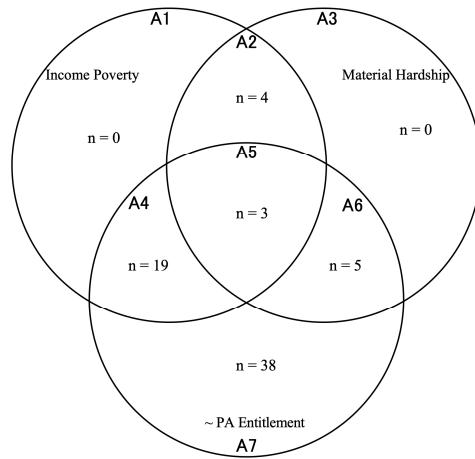 A1
A3
A2
Income Poverty
Material Hardship
n = 4
n = 0
n = 0
A5
A4
A6
n = 3
n = 19
n = 5
n = 38
~ PA Entitlement
A7